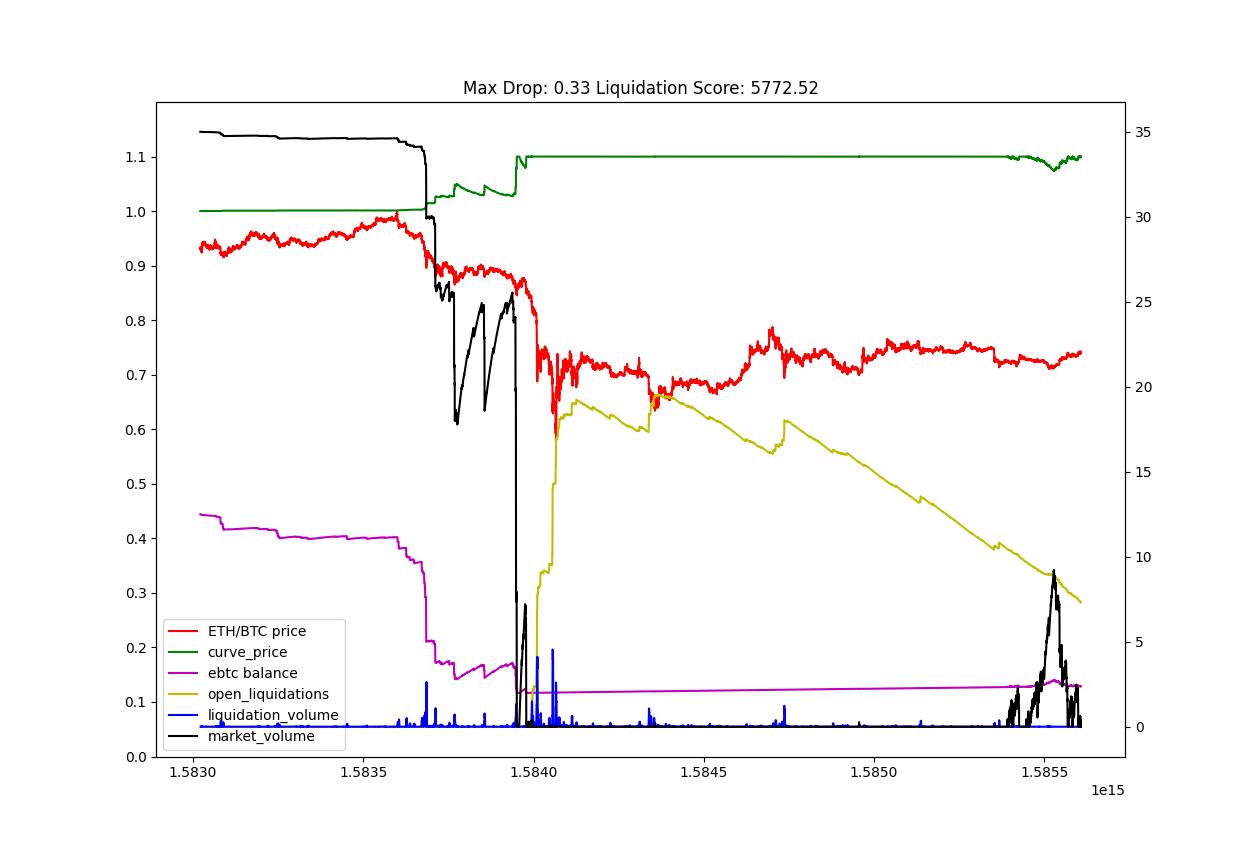 Max Drop: 0.33 Liquidation Score: 5772.52
1.1
1.0
0.9
0.8
0.7
0.6
0.5
0.4
0.3
0.2
0.1
0.0
35
30
25
20
15
10
5
0
ETH/BTC price
curve_price
ebtc balance
open_liquidations
liquidation_volume
market_volume
1.5830 1.5835 1.5840 1.5845 1.5850 1.5855
1e15